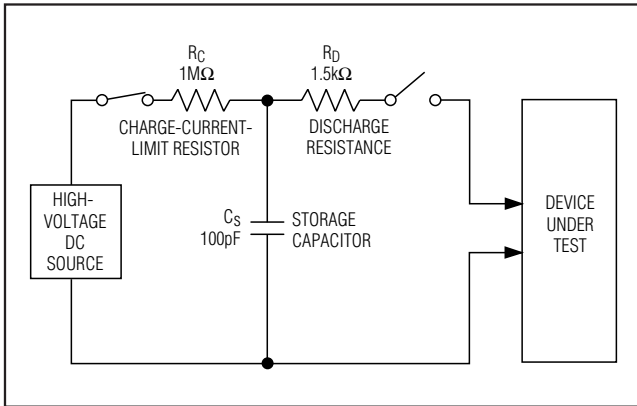 R_C
1MΩ
R_D
1.5kΩ
CHARGE-CURRENT-
LIMIT RESISTOR
DISCHARGE
RESISTANCE
HIGH-
VOLTAGE
DC
SOURCE
C_S
100pF
STORAGE
CAPACITOR
DEVICE
UNDER
TEST